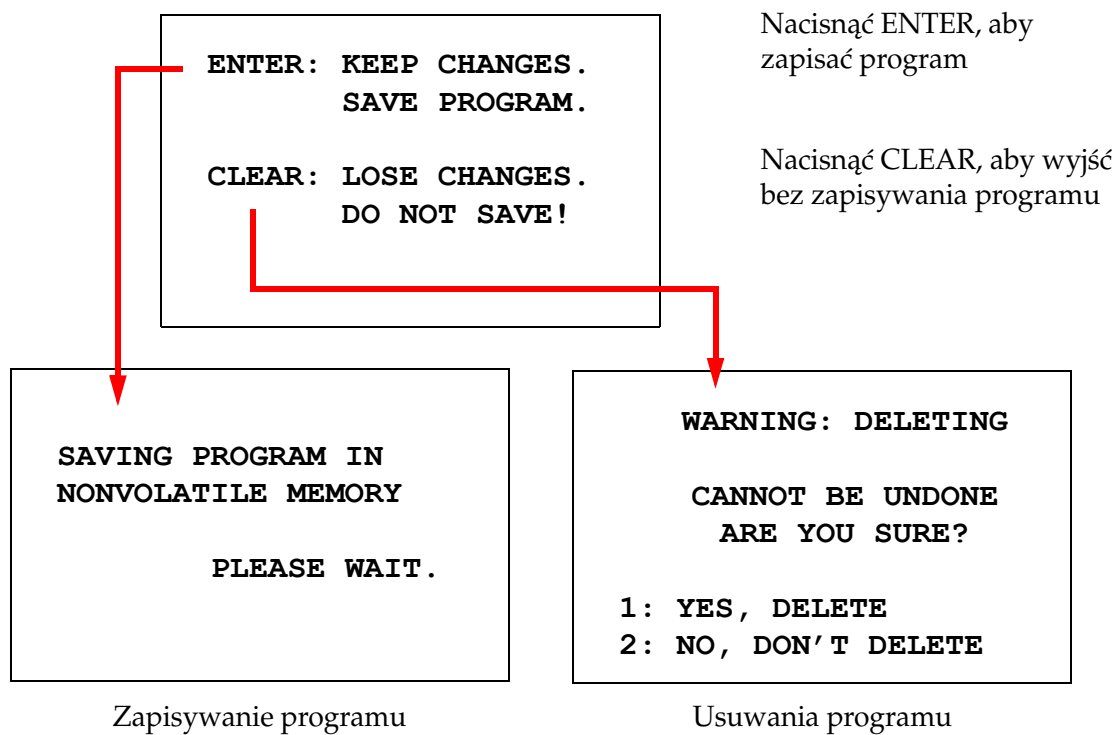 ENTER: KEEP CHANGES.
SAVE PROGRAM.
CLEAR: LOSE CHANGES.
DO NOT SAVE!
Nacisnąć ENTER, aby
zapisać program
Nacisnąć CLEAR, aby wyjść
bez zapisywania programu
SAVING PROGRAM IN
NONVOLATILE MEMORY
PLEASE WAIT.
Zapisywanie programu
WARNING: DELETING
CANNOT BE UNDONE
ARE YOU SURE?
1: YES, DELETE
2: NO, DON'T DELETE
Usuwania programu